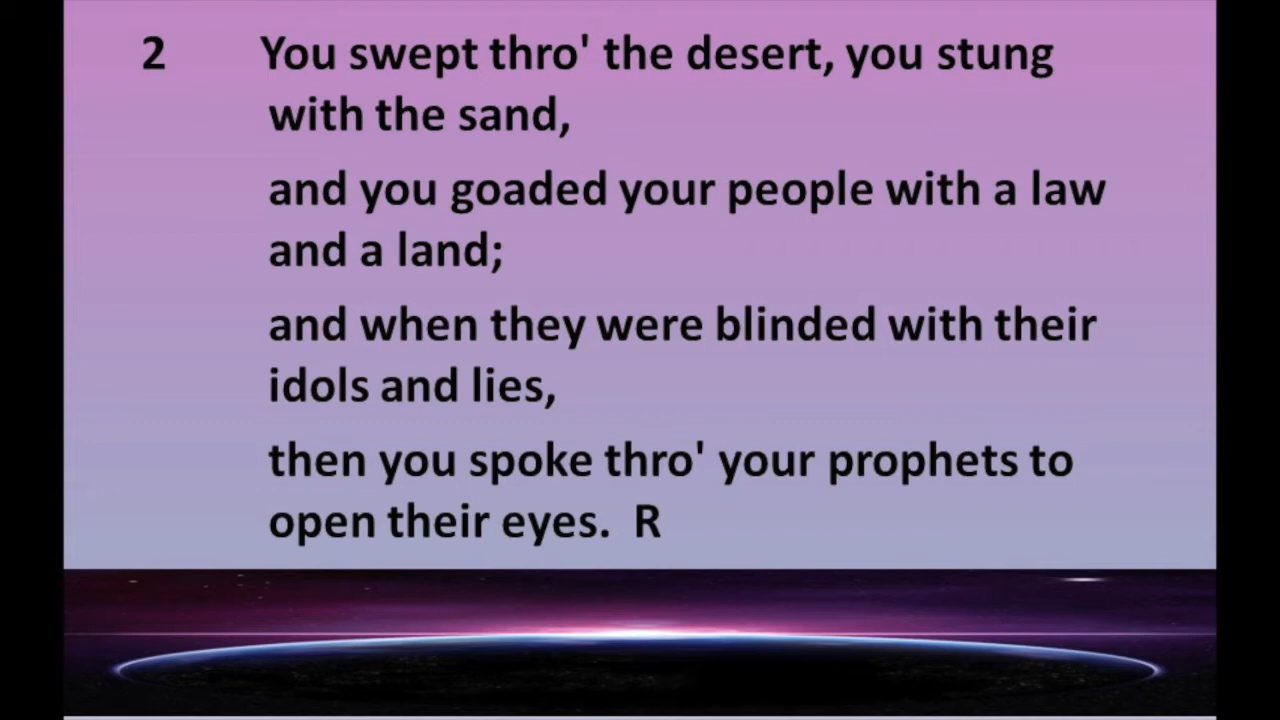 2 You swept thro' the desert, you stung
with the sand,
and you goaded your people with a law
and a land;
and when they were blinded with their
idols and lies,
then you spoke thro' your prophets to
open their eyes. R